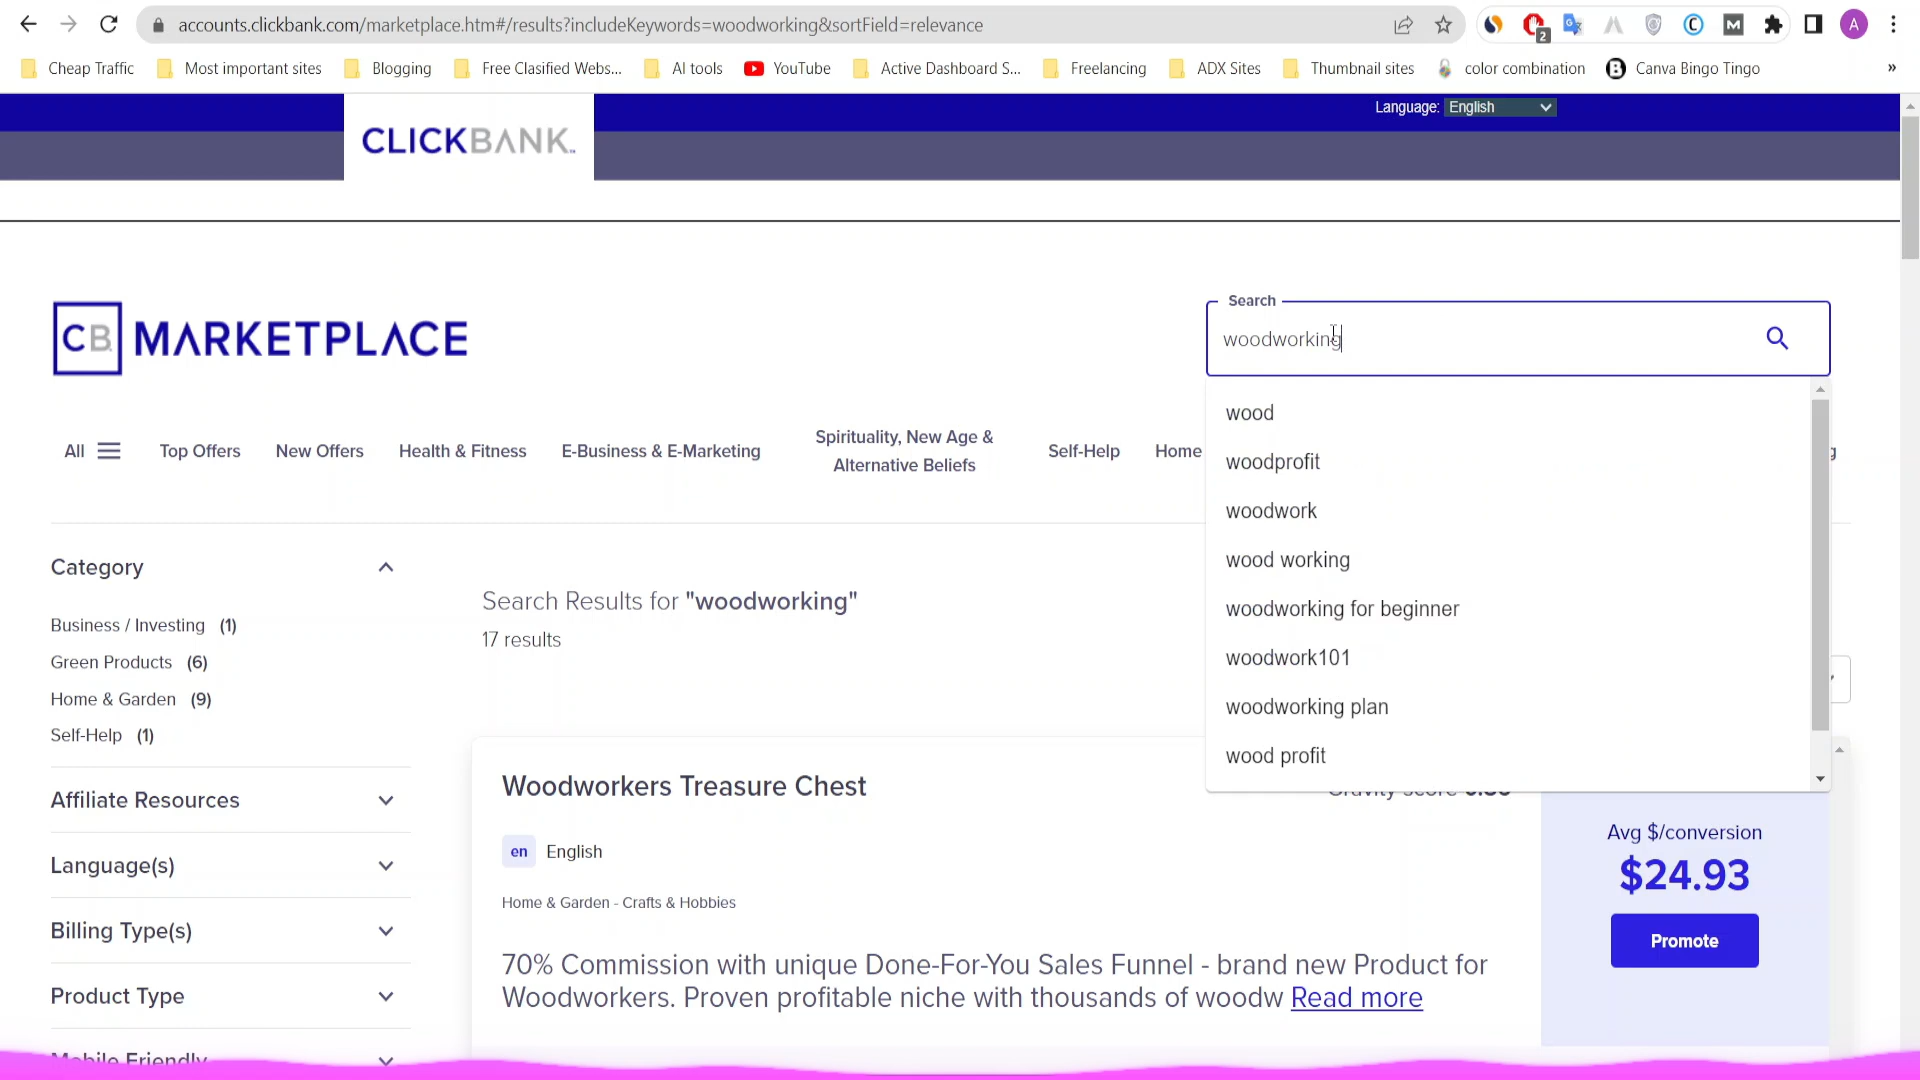 accounts.clickbank.com/marketplace.htm#/results?includeKeywords=woodworking&sortField=relevance
2
C
M
A
Cheap Traffic
Most important sites
Blogging
Free Clasified Webs...
AI tools
YouTube
Active Dashboard S...
Freelancing
ADX Sites
Thumbnail sites
color combination
B
Canva Bingo Tingo
»
Language: English
CLICKBANK
Search
woodworking
CB MARKETPLACE
wood
woodprofit
woodwork
wood working
woodworking for beginner
woodwork101
woodworking plan
wood profit
All
Top Offers
New Offers
Health & Fitness
E-Business & E-Marketing
Spirituality, New Age &
Alternative Beliefs
Self-Help
Home
Category
Business / Investing (1)
Green Products (6)
Home & Garden (9)
Self-Help (1)
Affiliate Resources
Language(s)
Billing Type(s)
Product Type
Mobile Friendly
Search Results for "woodworking"
17 results
Woodworkers Treasure Chest
Gravity score
en English
Home & Garden - Crafts & Hobbies
70% Commission with unique Done-For-You Sales Funnel - brand new Product for
Woodworkers. Proven profitable niche with thousands of woodw Read more
Avg $/conversion
$24.93
Promote